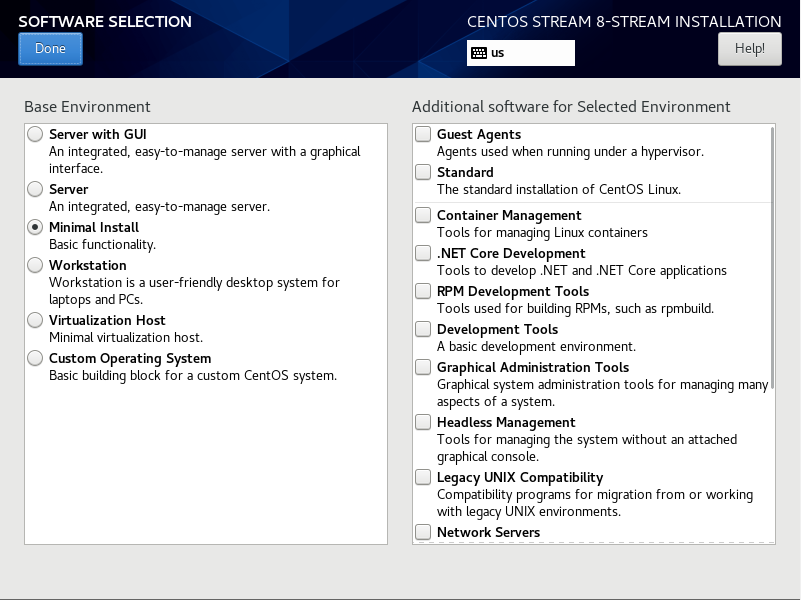 SOFTWARE SELECTION
CENTOS STREAM 8-STREAM INSTALLATION
Done
us
Help!
Base Environment
Server with GUI
An integrated, easy-to-manage server with a graphical
interface.
Server
An integrated, easy-to-manage server.
Minimal Install
Basic functionality.
Workstation
Workstation is a user-friendly desktop system for
laptops and PCs.
Virtualization Host
Minimal virtualization host.
Custom Operating System
Basic building block for a custom CentOS system.
Additional software for Selected Environment
Guest Agents
Agents used when running under a hypervisor.
Standard
The standard installation of CentOS Linux.
Container Management
Tools for managing Linux containers
.NET Core Development
Tools to develop .NET and .NET Core applications
RPM Development Tools
Tools used for building RPMs, such as rpmbuild.
Development Tools
A basic development environment.
Graphical Administration Tools
Graphical system administration tools for managing many
aspects of a system.
Headless Management
Tools for managing the system without an attached
graphical console.
Legacy UNIX Compatibility
Compatibility programs for migration from or working
with legacy UNIX environments.
Network Servers